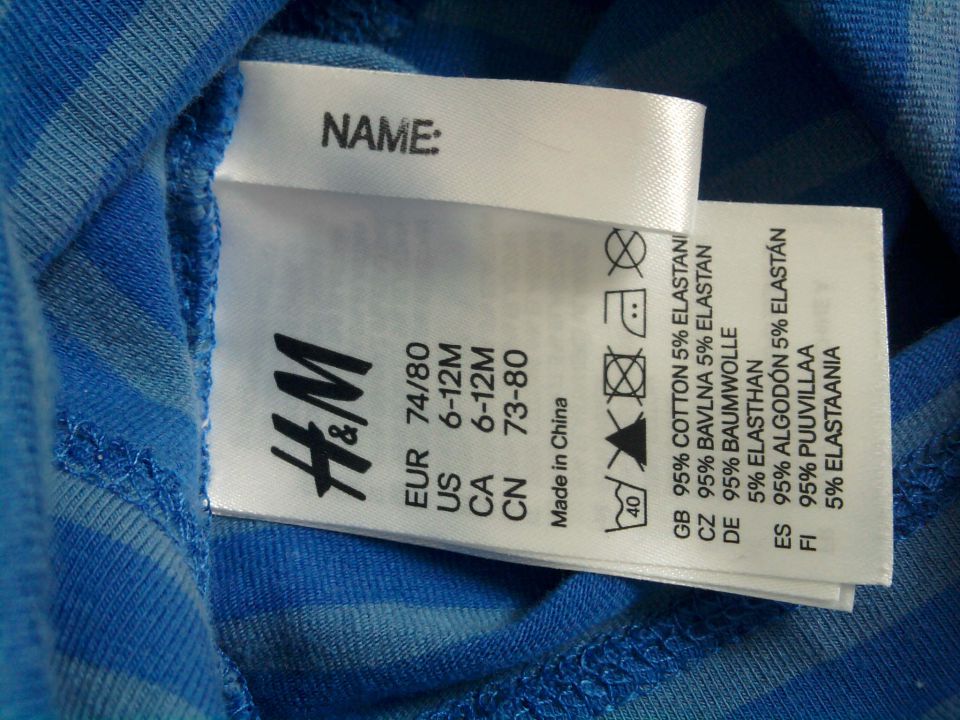 NAME:
H&M
EUR 74/80
US 6-12M
CA 6-12M
CN 73-80
Made in China
40
GB 95% COTTON 5% ELASTAN
CZ 95% BAVLNA 5% ELASTAN
DE 95% BAUMWOLLE
5% ELASTHAN
ES 95% ALGODÓN 5% ELASTÁN
FI 95% PUUVILLAA
5% ELASTAANIA